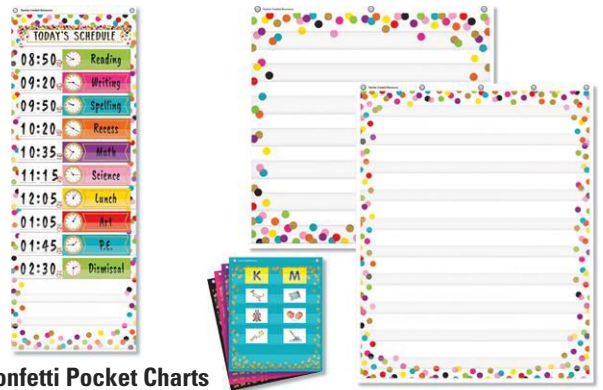 TODAY'S SCHEDULE
08:50 Reading
09:20 Writing
09:50 Spelling
10:20 Recess
10:35 Math
11:15 Science
12:05 Lunch
01:05 Art
01:45 P.E.
02:30 Dismissal
K M
onfetti Pocket Charts